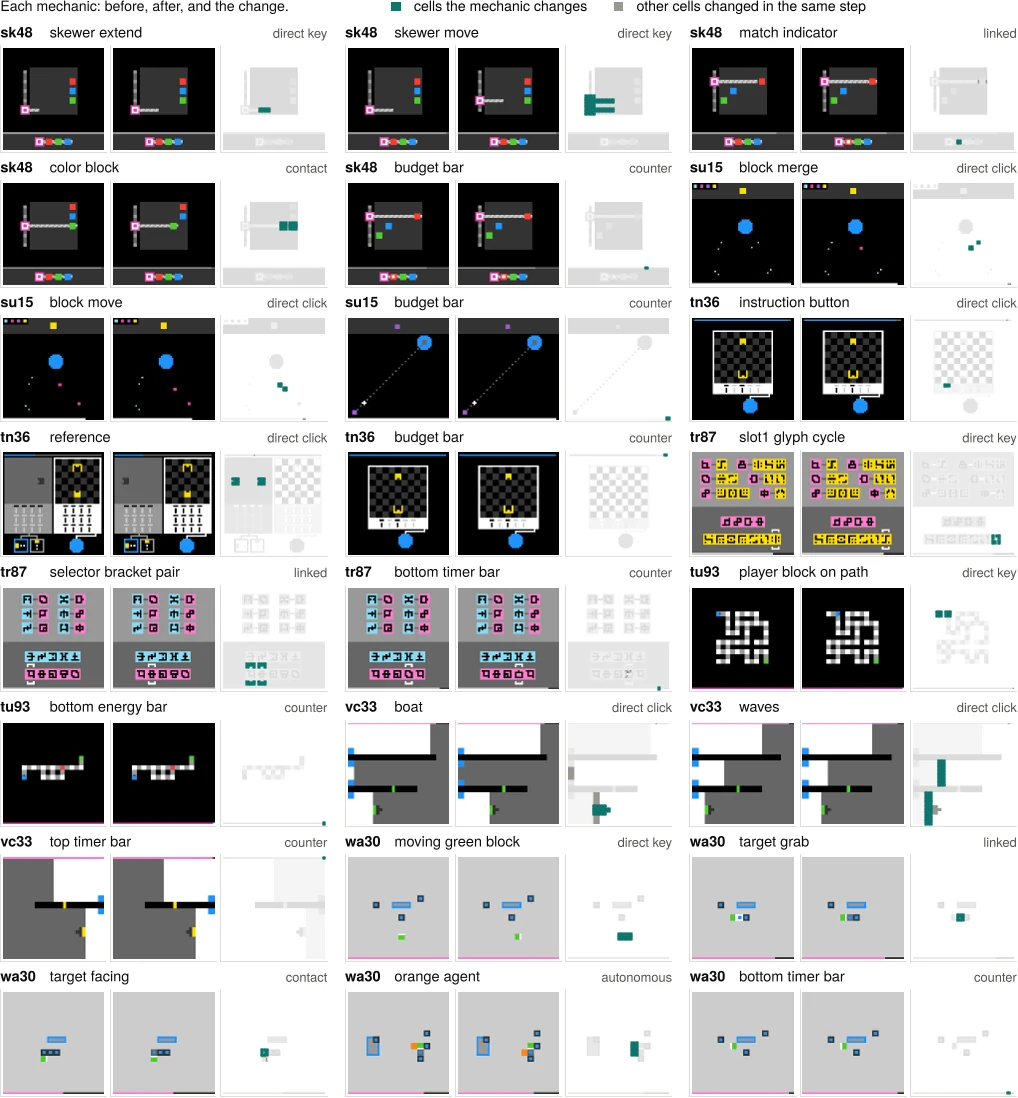 Each mechanic: before, after, and the change. cells the mechanic changes other cells changed in the same step
sk48 skewer extend direct key sk48 skewer move direct key sk48 match indicator linked
sk48 color block contact sk48 budget bar counter su15 block merge direct click
su15 block move direct click su15 budget bar counter tn36 instruction button direct click
tn36 reference direct click tn36 budget bar counter tr87 slot1 glyph cycle direct key
tr87 selector bracket pair linked tr87 bottom timer bar counter tu93 player block on path direct key
tu93 bottom energy bar counter vc33 boat direct click vc33 waves direct click
vc33 top timer bar counter wa30 moving green block direct key wa30 target grab linked
wa30 target facing contact wa30 orange agent autonomous wa30 bottom timer bar counter